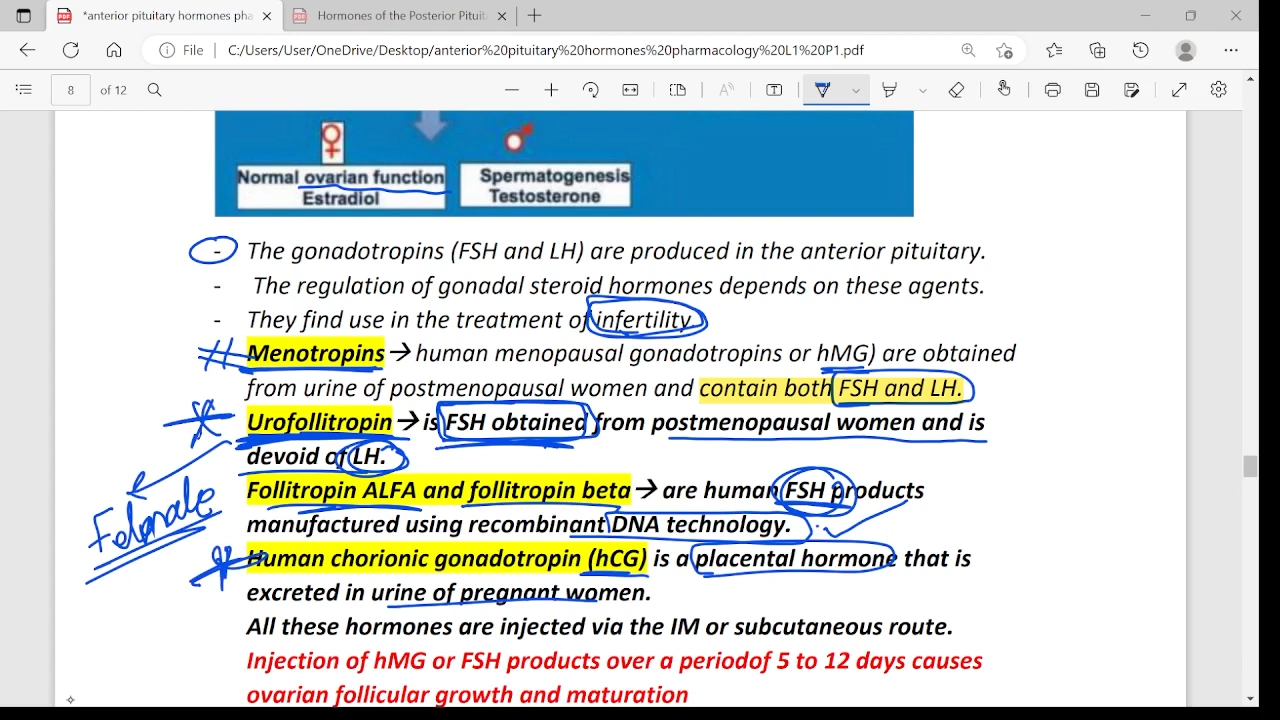 *anterior pituitary hormones pha
Hormones of the Posterior Pituit
File
C:/Users/User/OneDrive/Desktop/anterior%20pituitary%20hormones%20pharmacology%20L1%20P1.pdf
8 of 12
Normal ovarian function
Estradiol
Spermatogenesis
Testosterone
- The gonadotropins (FSH and LH) are produced in the anterior pituitary.
- The regulation of gonadal steroid hormones depends on these agents.
- They find use in the treatment of infertility.
Menotropins → human menopausal gonadotropins or hMG) are obtained
from urine of postmenopausal women and contain both FSH and LH.
Urofollitropin → is FSH obtained from postmenopausal women and is
devoid of LH.
Follitropin ALFA and follitropin beta → are human FSH products
manufactured using recombinant DNA technology.
Female
Human chorionic gonadotropin (hCG) is a placental hormone that is
excreted in urine of pregnant women.
All these hormones are injected via the IM or subcutaneous route.
Injection of hMG or FSH products over a periodof 5 to 12 days causes
ovarian follicular growth and maturation